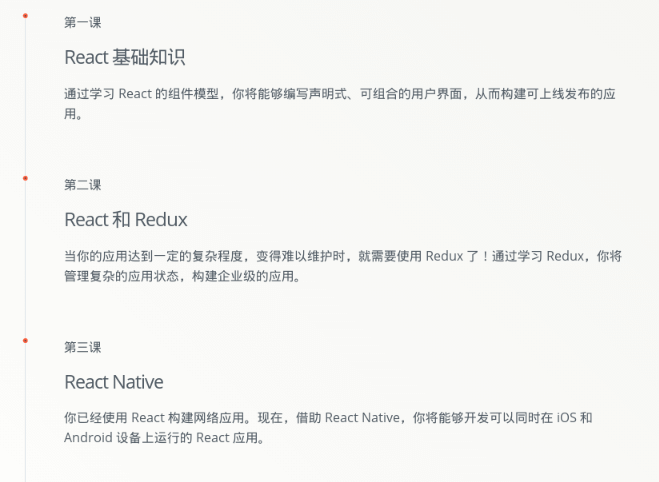 第一课
React 基础知识
通过学习 React 的组件模型，你将能够编写声明式、可组合的用户界面，从而构建可上线发布的应
用。
第二课
React 和 Redux
当你的应用达到一定的复杂程度，变得难以维护时，就需要使用 Redux 了！通过学习 Redux，你将
管理复杂的应用状态，构建企业级的应用。
第三课
React Native
你已经使用 React 构建网络应用。现在，借助 React Native，你将能够开发可以同时在 iOS 和
Android 设备上运行的 React 应用。